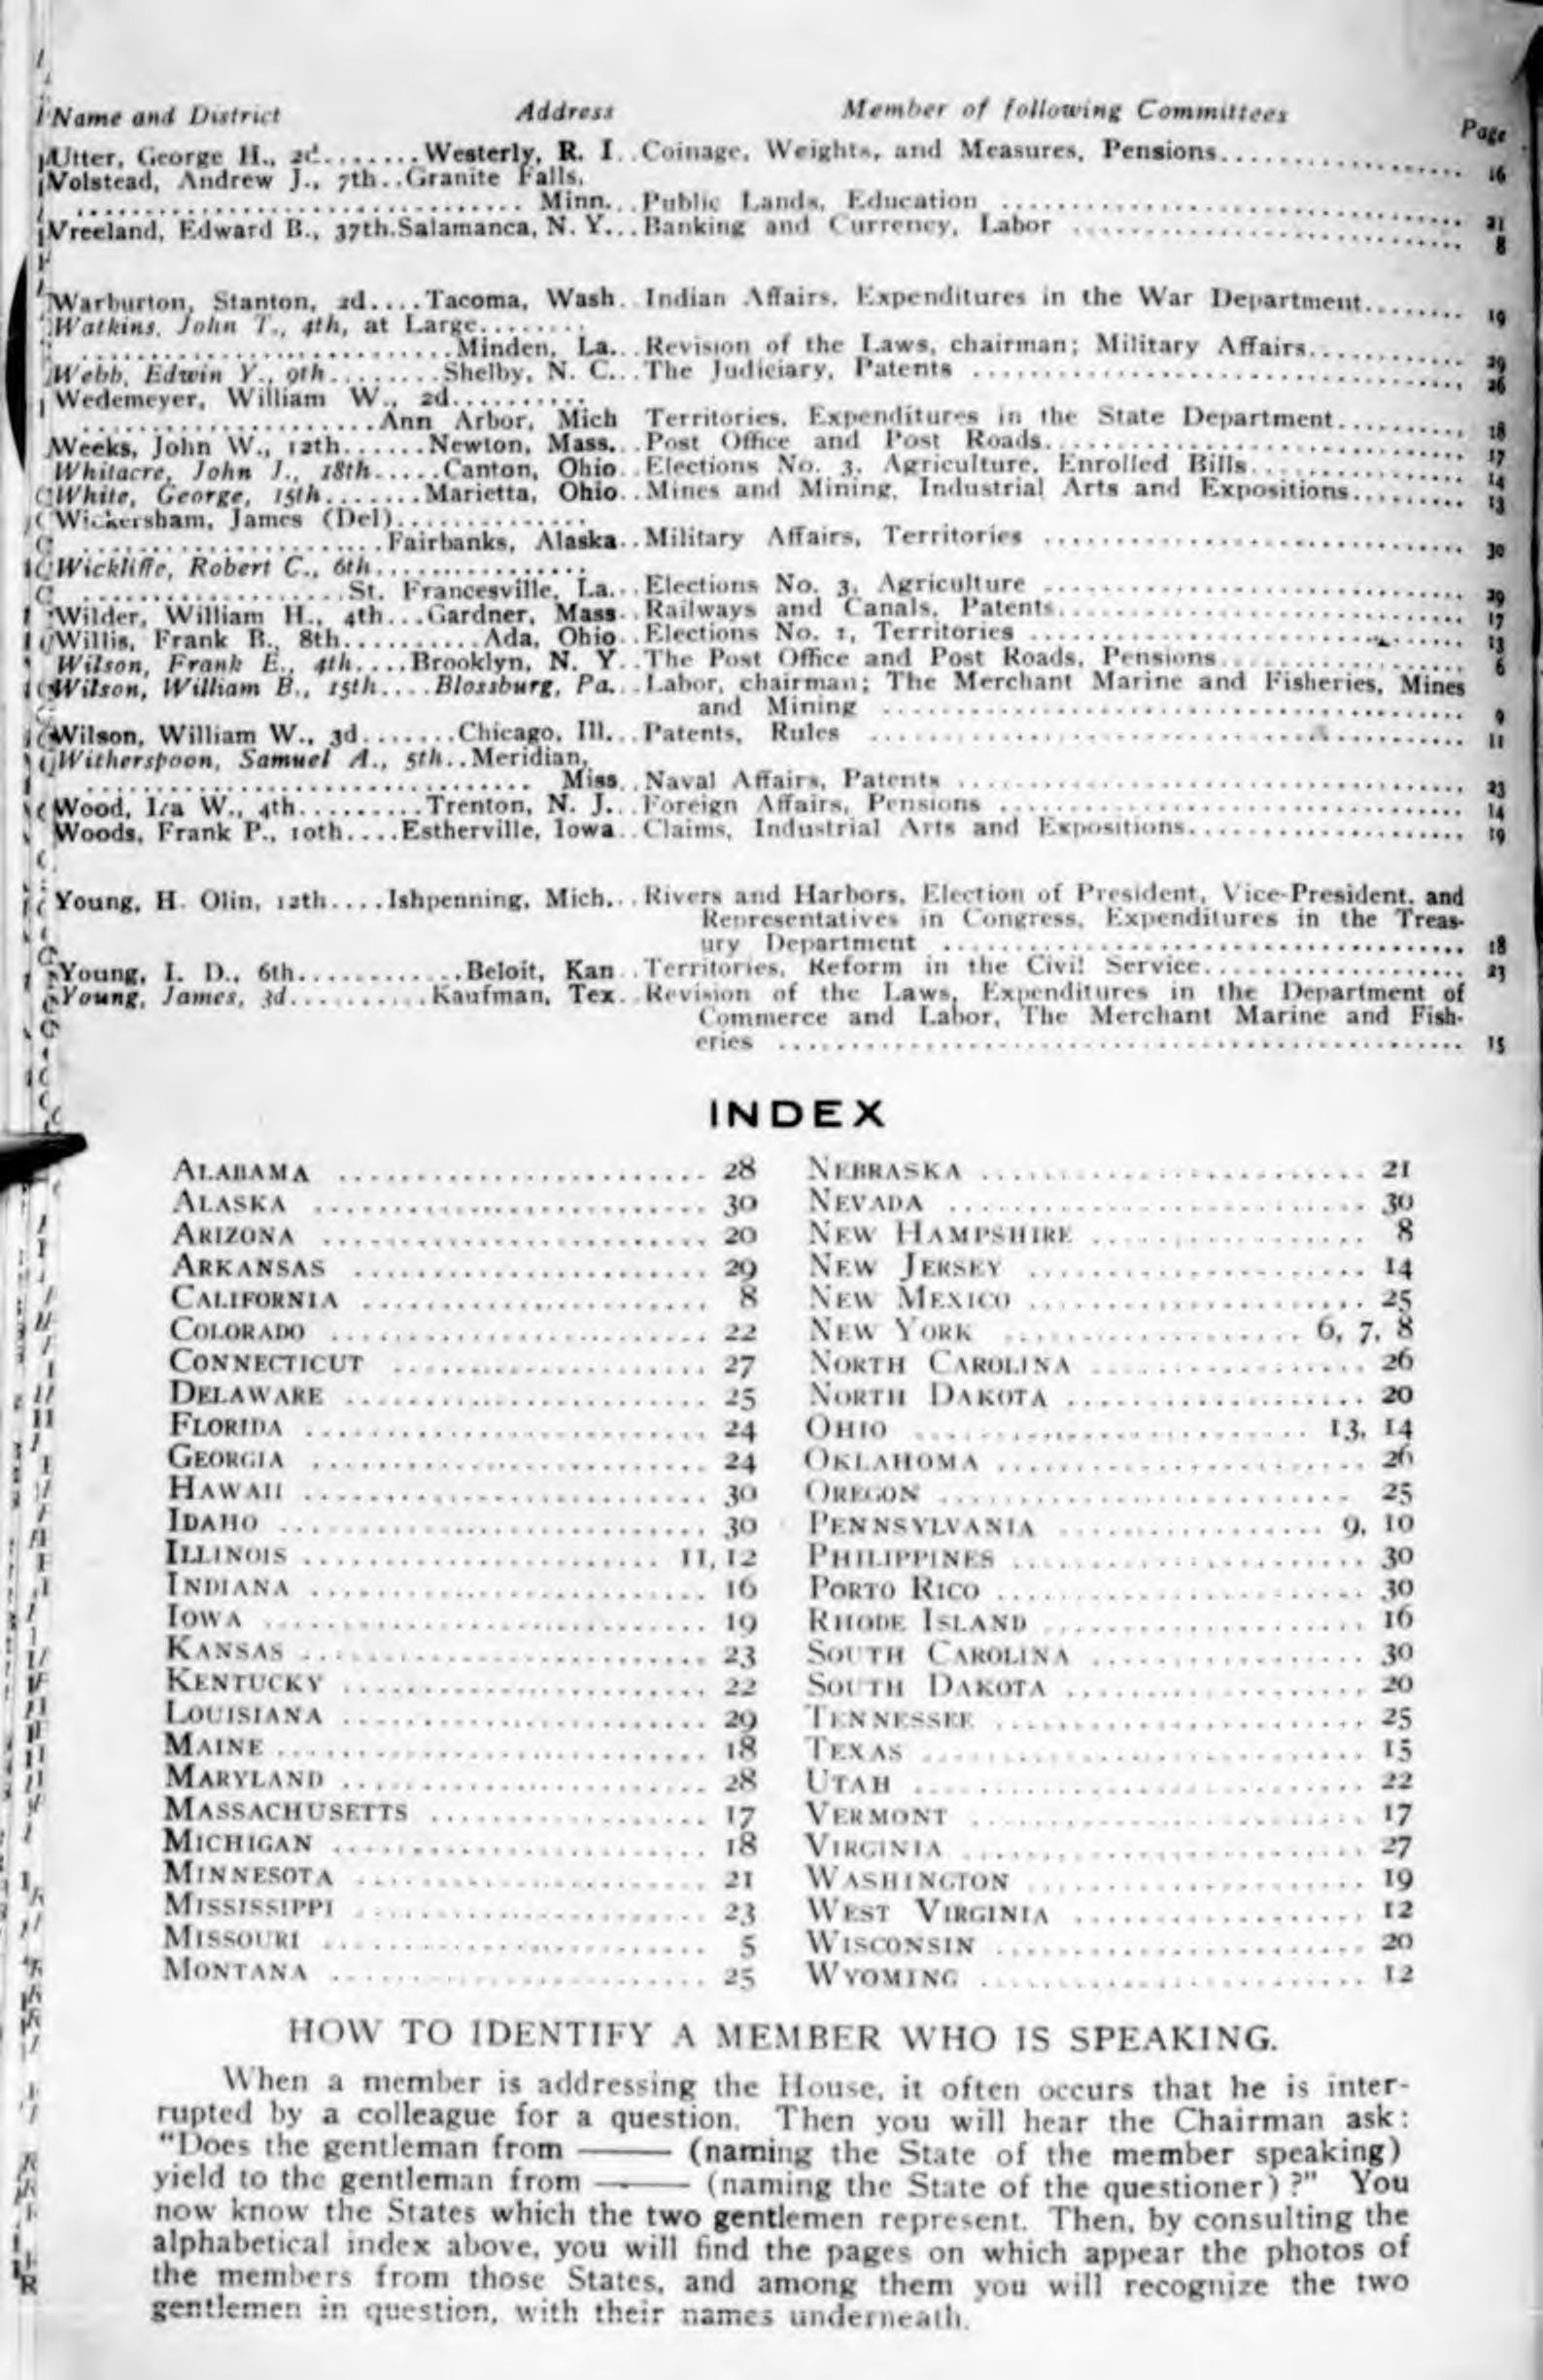 Name and District Address Member of following Committees Page
Utter, George H., 2d........Westerly, R. I..Coinage, Weights, and Measures, Pensions.................... 16
Volstead, Andrew J., 7th..Granite Falls,
................................ Minn...Public Lands, Education .................................... 21
Vreeland, Edward B., 37th.Salamanca, N. Y...Banking and Currency, Labor .............................. 8
Warburton, Stanton, 2d....Tacoma, Wash..Indian Affairs, Expenditures in the War Department........ 19
Watkins, John T., 4th, at Large........
..........................Minden, La...Revision of the Laws, chairman; Military Affairs............ 29
Webb, Edwin Y., 9th........Shelby, N. C...The Judiciary, Patents .................................... 26
Wedemeyer, William W., 2d..........
.....................Ann Arbor, Mich Territories, Expenditures in the State Department.......... 18
Weeks, John W., 12th......Newton, Mass...Post Office and Post Roads.............................. 17
Whitacre, John J., 18th.....Canton, Ohio..Elections No. 3, Agriculture, Enrolled Bills................ 14
White, George, 15th.......Marietta, Ohio..Mines and Mining, Industrial Arts and Expositions......... 13
Wickersham, James (Del)..............
.....................Fairbanks, Alaska..Military Affairs, Territories .............................. 30
Wickliffe, Robert C., 6th...............
..................St. Francesville, La...Elections No. 3, Agriculture .............................. 29
Wilder, William H., 4th...Gardner, Mass..Railways and Canals, Patents............................ 17
Willis, Frank B., 8th..........Ada, Ohio..Elections No. 1, Territories .............................. 13
Wilson, Frank E., 4th....Brooklyn, N. Y..The Post Office and Post Roads, Pensions................ 6
Wilson, William B., 15th....Blossburg, Pa...Labor, chairman; The Merchant Marine and Fisheries, Mines
and Mining ........................................ 9
Wilson, William W., 3d.......Chicago, Ill...Patents, Rules .......................................... 11
Witherspoon, Samuel A., 5th..Meridian,
................................ Miss..Naval Affairs, Patents .................................... 23
Wood, Ira W., 4th.........Trenton, N. J...Foreign Affairs, Pensions ................................ 14
Woods, Frank P., 10th....Estherville, Iowa..Claims, Industrial Arts and Expositions.................... 19
Young, H. Olin, 12th....Ishpenning, Mich...Rivers and Harbors, Election of President, Vice-President, and
Representatives in Congress, Expenditures in the Treas-
ury Department .................................... 18
Young, I. D., 6th............Beloit, Kan..Territories, Reform in the Civil Service.................... 23
Young, James, 3d..........Kaufman, Tex..Revision of the Laws, Expenditures in the Department of
Commerce and Labor, The Merchant Marine and Fish-
eries .............................................. 15
INDEX
ALABAMA ........................ 28
ALASKA ........................ 30
ARIZONA ........................ 20
ARKANSAS ........................ 29
CALIFORNIA ........................ 8
COLORADO ........................ 22
CONNECTICUT ........................ 27
DELAWARE ........................ 25
FLORIDA ........................ 24
GEORGIA ........................ 24
HAWAII ........................ 30
IDAHO ........................ 30
ILLINOIS ........................ 11, 12
INDIANA ........................ 16
IOWA ........................ 19
KANSAS ........................ 23
KENTUCKY ........................ 22
LOUISIANA ........................ 29
MAINE ........................ 18
MARYLAND ........................ 28
MASSACHUSETTS .................. 17
MICHIGAN ........................ 18
MINNESOTA ........................ 21
MISSISSIPPI ........................ 23
MISSOURI ........................ 5
MONTANA ........................ 25
NEBRASKA ........................ 21
NEVADA ........................ 30
NEW HAMPSHIRE .................. 8
NEW JERSEY ........................ 14
NEW MEXICO ........................ 25
NEW YORK .................... 6, 7, 8
NORTH CAROLINA .................. 26
NORTH DAKOTA .................... 20
OHIO ........................ 13, 14
OKLAHOMA ........................ 26
OREGON ........................ 25
PENNSYLVANIA .................. 9, 10
PHILIPPINES ........................ 30
PORTO RICO ........................ 30
RHODE ISLAND .................... 16
SOUTH CAROLINA .................. 30
SOUTH DAKOTA .................... 20
TENNESSEE ........................ 25
TEXAS ........................ 15
UTAH ........................ 22
VERMONT ........................ 17
VIRGINIA ........................ 27
WASHINGTON ...................... 19
WEST VIRGINIA .................... 12
WISCONSIN ........................ 20
WYOMING ........................ 12
HOW TO IDENTIFY A MEMBER WHO IS SPEAKING.
When a member is addressing the House, it often occurs that he is inter-
rupted by a colleague for a question. Then you will hear the Chairman ask:
"Does the gentleman from ——— (naming the State of the member speaking)
yield to the gentleman from ——— (naming the State of the questioner)?" You
now know the States which the two gentlemen represent. Then, by consulting the
alphabetical index above, you will find the pages on which appear the photos of
the members from those States, and among them you will recognize the two
gentlemen in question, with their names underneath.